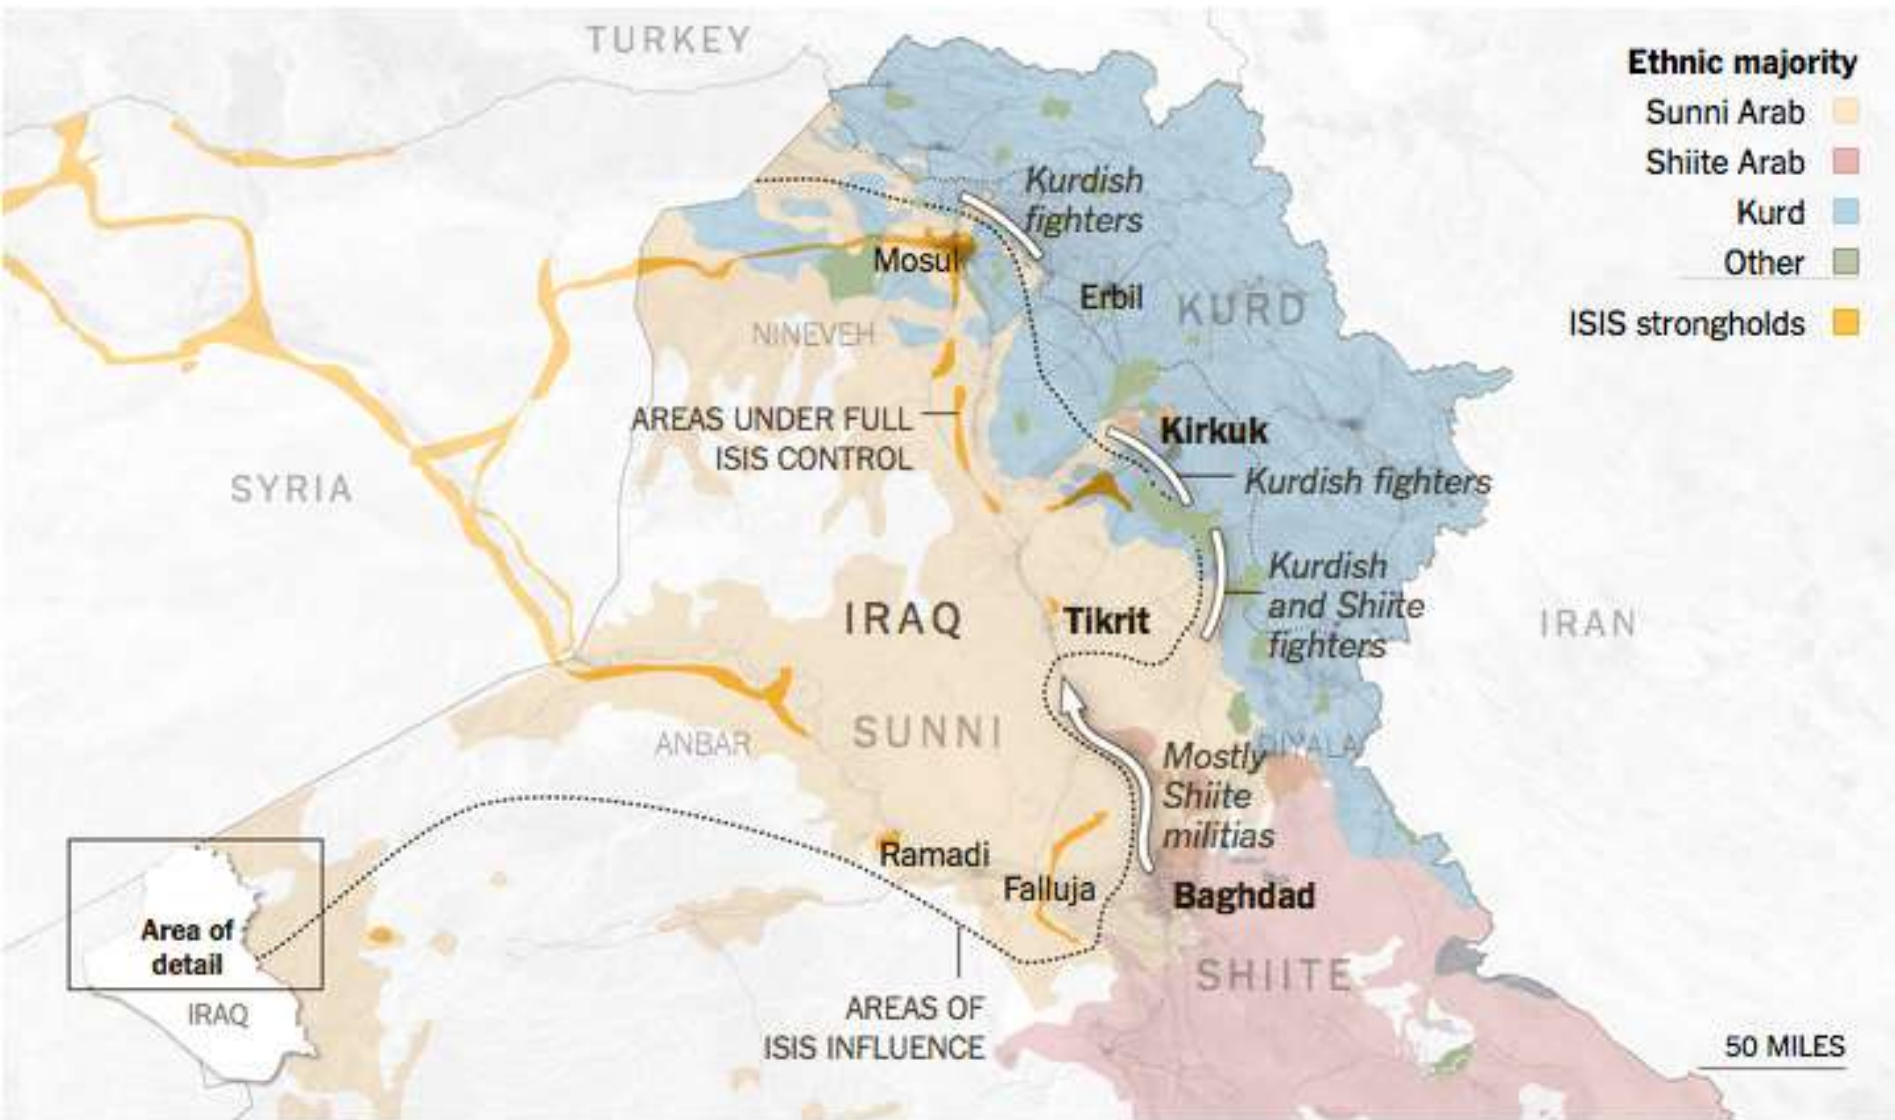 TURKEY
Ethnic majority
Sunni Arab
Shiite Arab
Kurd
Other
ISIS strongholds
Kurdish
fighters
Mosul
Erbil
KURD
NINEVEH
AREAS UNDER FULL
ISIS CONTROL
Kirkuk
Kurdish fighters
SYRIA
Kurdish
and Shiite
fighters
IRAQ
Tikrit
IRAN
SUNNI
ANBAR
DIYALA
Mostly
Shiite
militias
Ramadi
Falluja
Baghdad
Area of
detail
IRAQ
SHIITE
AREAS OF
ISIS INFLUENCE
50 MILES